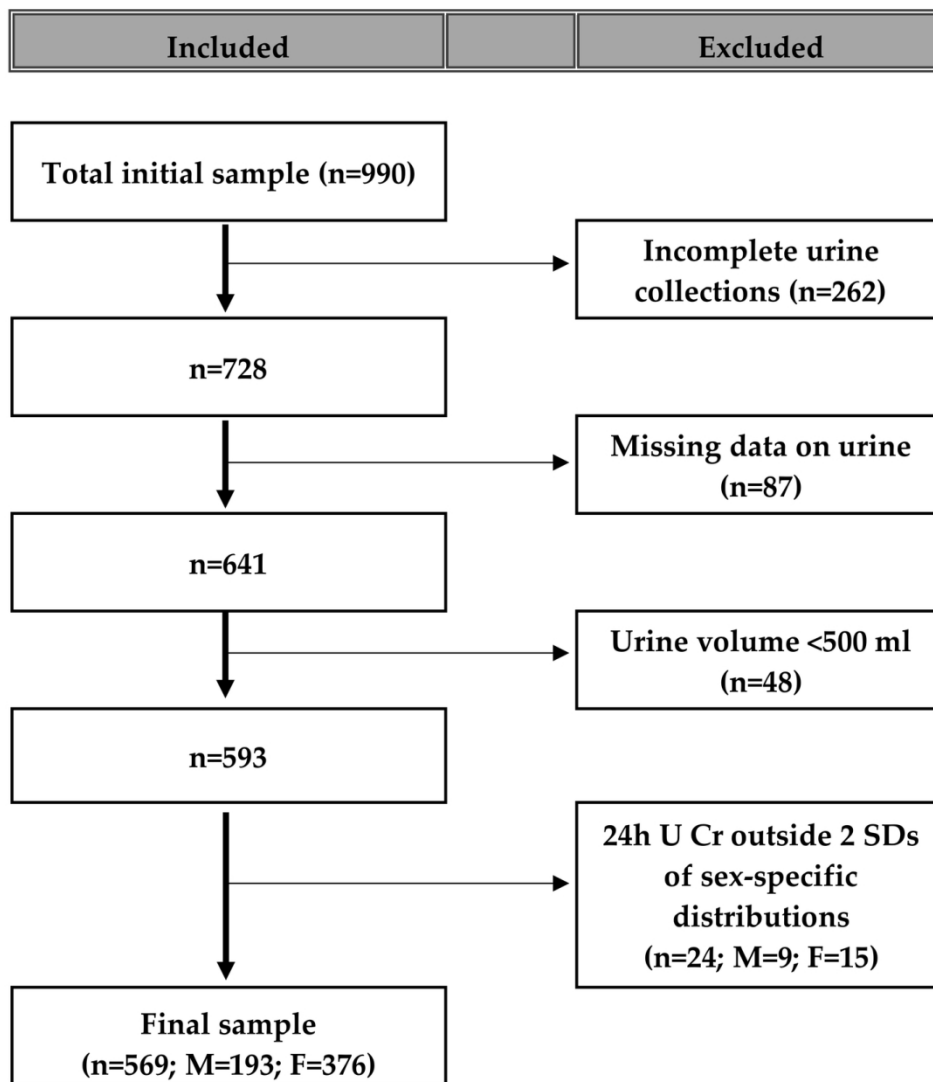 Included
Excluded
Total initial sample (n=990)
Incomplete urine
collections (n=262)
n=728
Missing data on urine
(n=87)
n=641
Urine volume <500 ml
(n=48)
n=593
24h U Cr outside 2 SDs
of sex-specific
distributions
(n=24; M=9; F=15)
Final sample
(n=569; M=193; F=376)